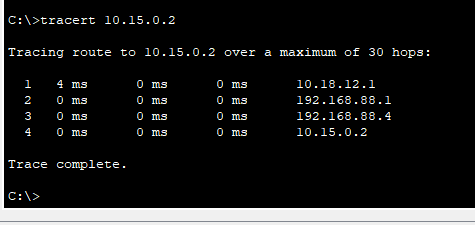 C:\>tracert 10.15.0.2
Tracing route to 10.15.0.2 over a maximum of 30 hops:
1 4 ms 0 ms 0 ms 10.18.12.1
2 0 ms 0 ms 0 ms 192.168.88.1
3 0 ms 0 ms 0 ms 192.168.88.4
4 0 ms 0 ms 0 ms 10.15.0.2
Trace complete.
C:\>